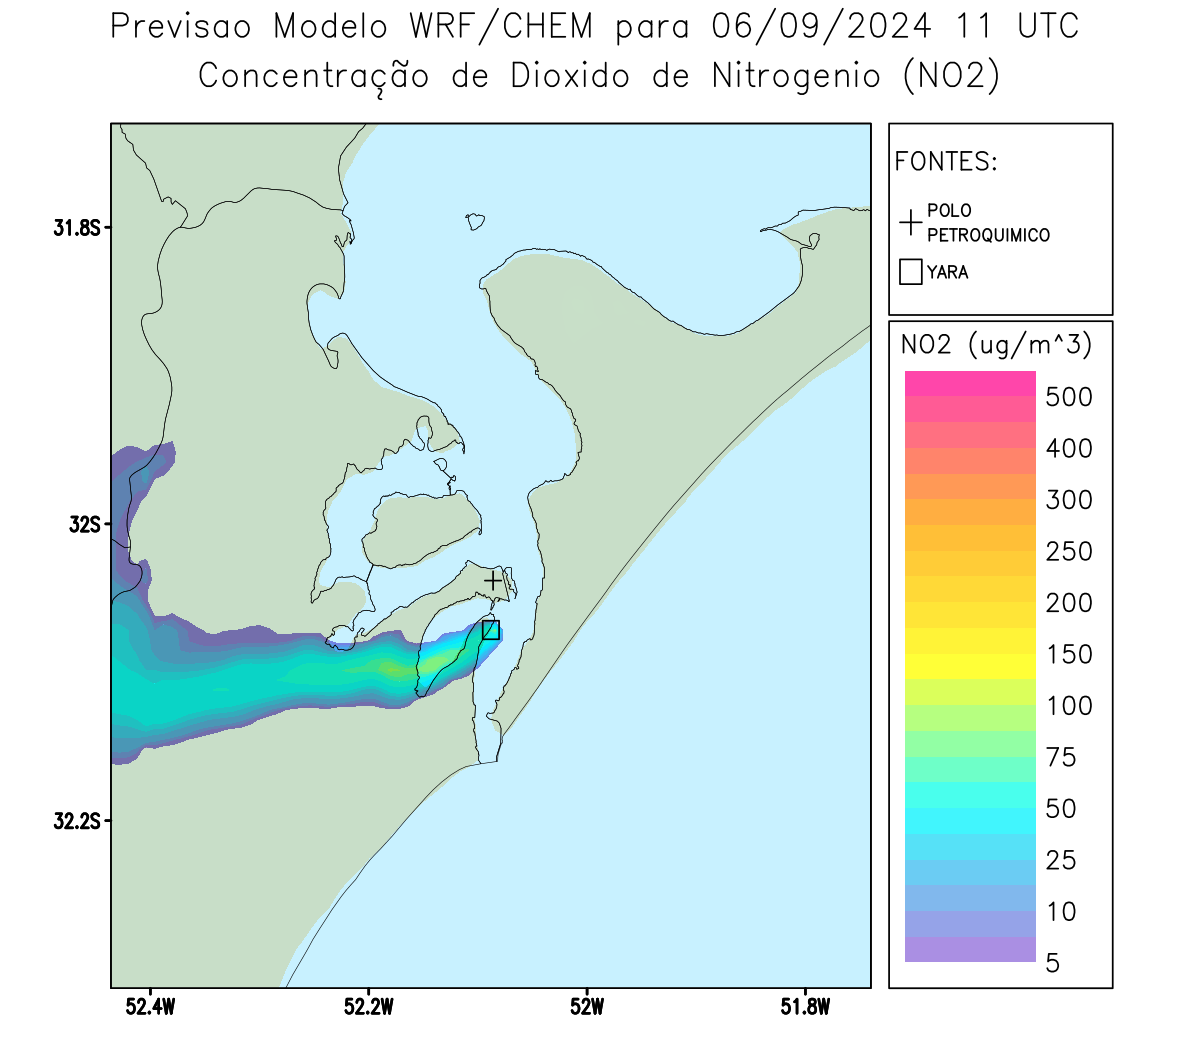 Previsao Modelo WRF/CHEM para 06/09/2024 11 UTC
Concentração de Dioxido de Nitrogenio (NO2)
FONTES:
POLO
PETROQUIMICO
YARA
NO2 (ug/m^3)
500
400
300
250
200
150
100
75
50
25
10
5
31.8S
32S
32.2S
52.4W
52.2W
52W
51.8W